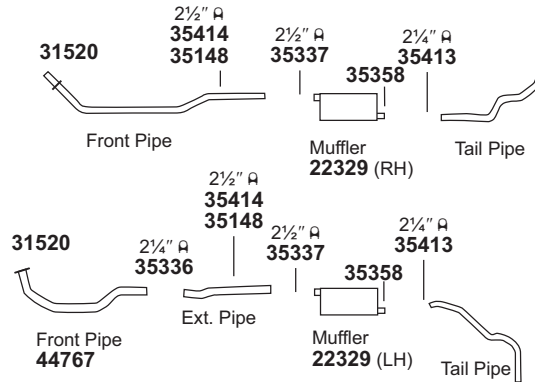 2½″ 2½″ 2¼″
31520 35414 35337 35413
35148 35358
Front Pipe Muffler Tail Pipe
22329 (RH)
2½″
35414 2½″ 2¼″
31520 2¼″ 35148 35337 35413
35336 35358
Ext. Pipe
Front Pipe Muffler
44767 22329 (LH) Tail Pipe